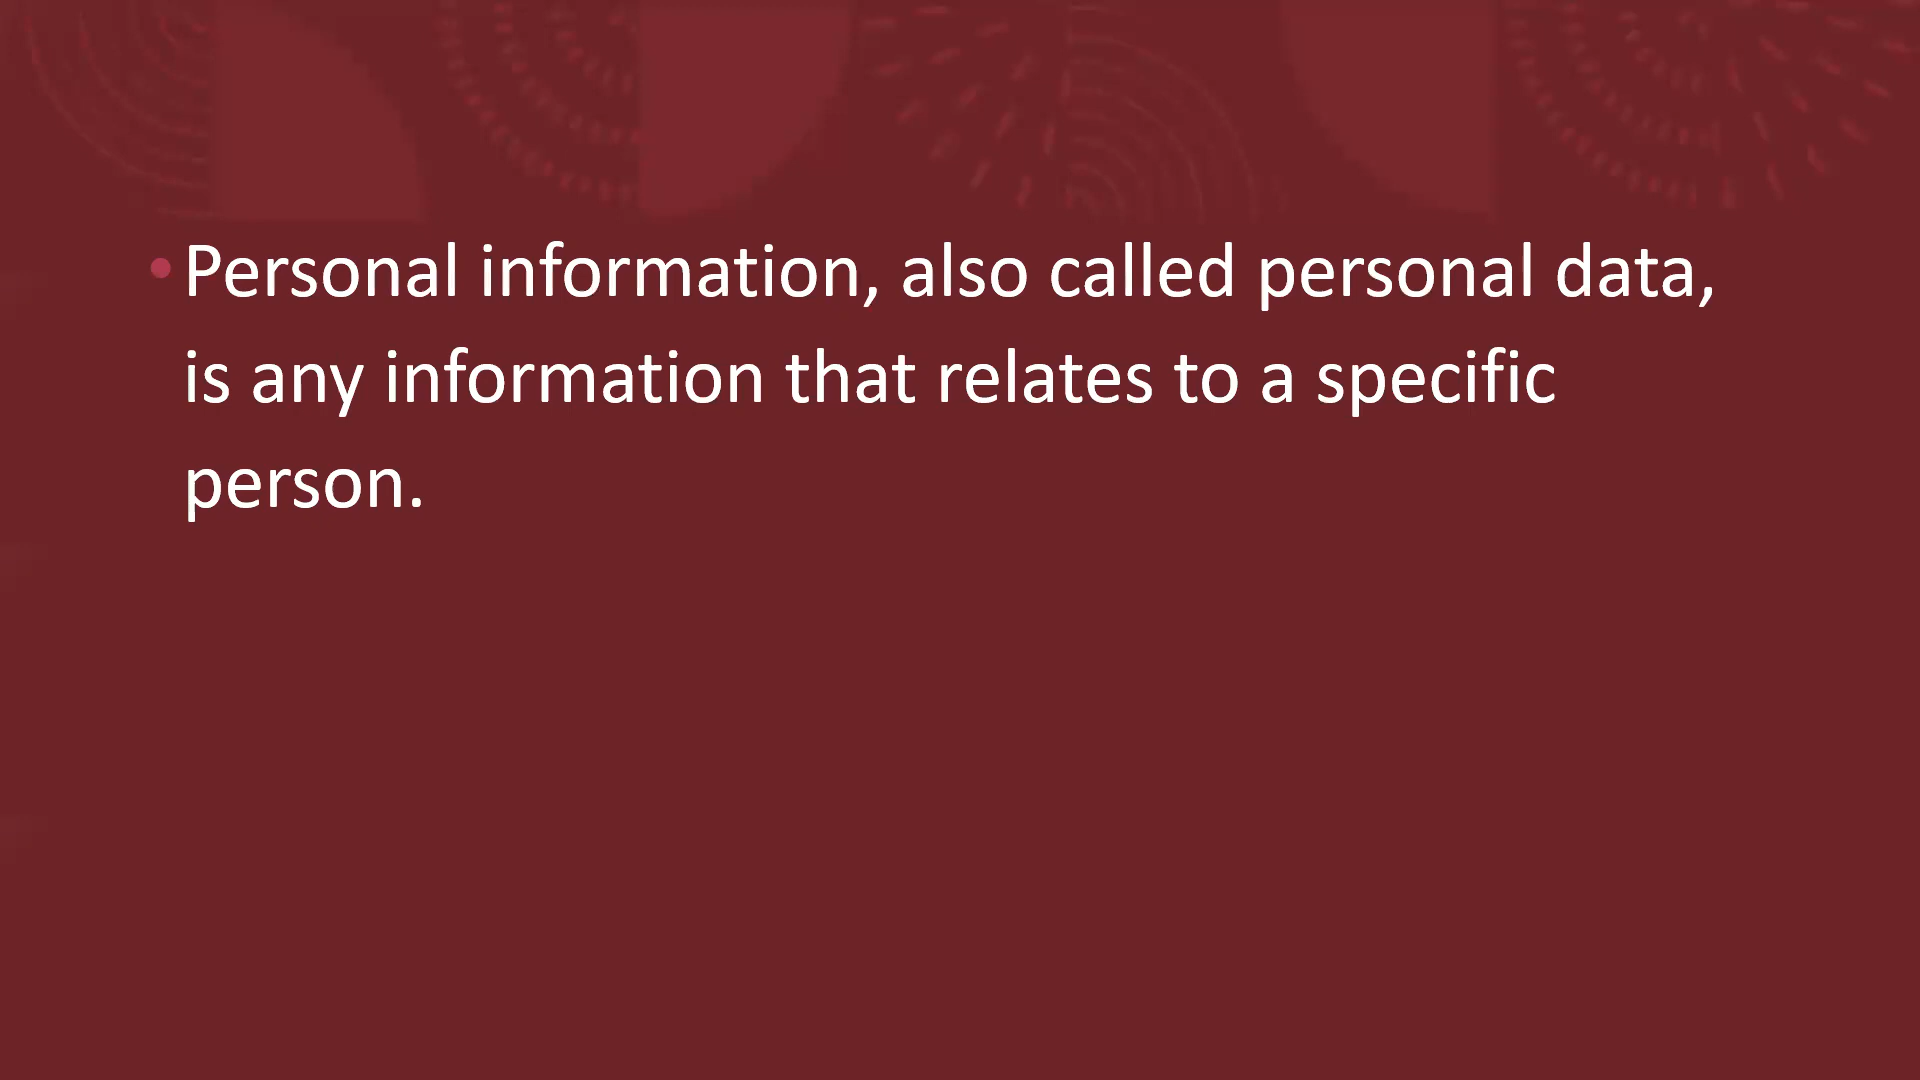 • Personal information, also called personal data,
is any information that relates to a specific
person.